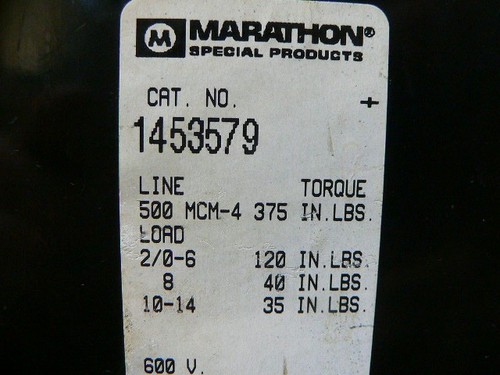 M MARATHON®
SPECIAL PRODUCTS
CAT. NO. +
1453579
LINE TORQUE
500 MCM-4 375 IN.LBS.
LOAD
2/0-6 120 IN.LBS.
8 40 IN.LBS.
10-14 35 IN.LBS.
600 V.